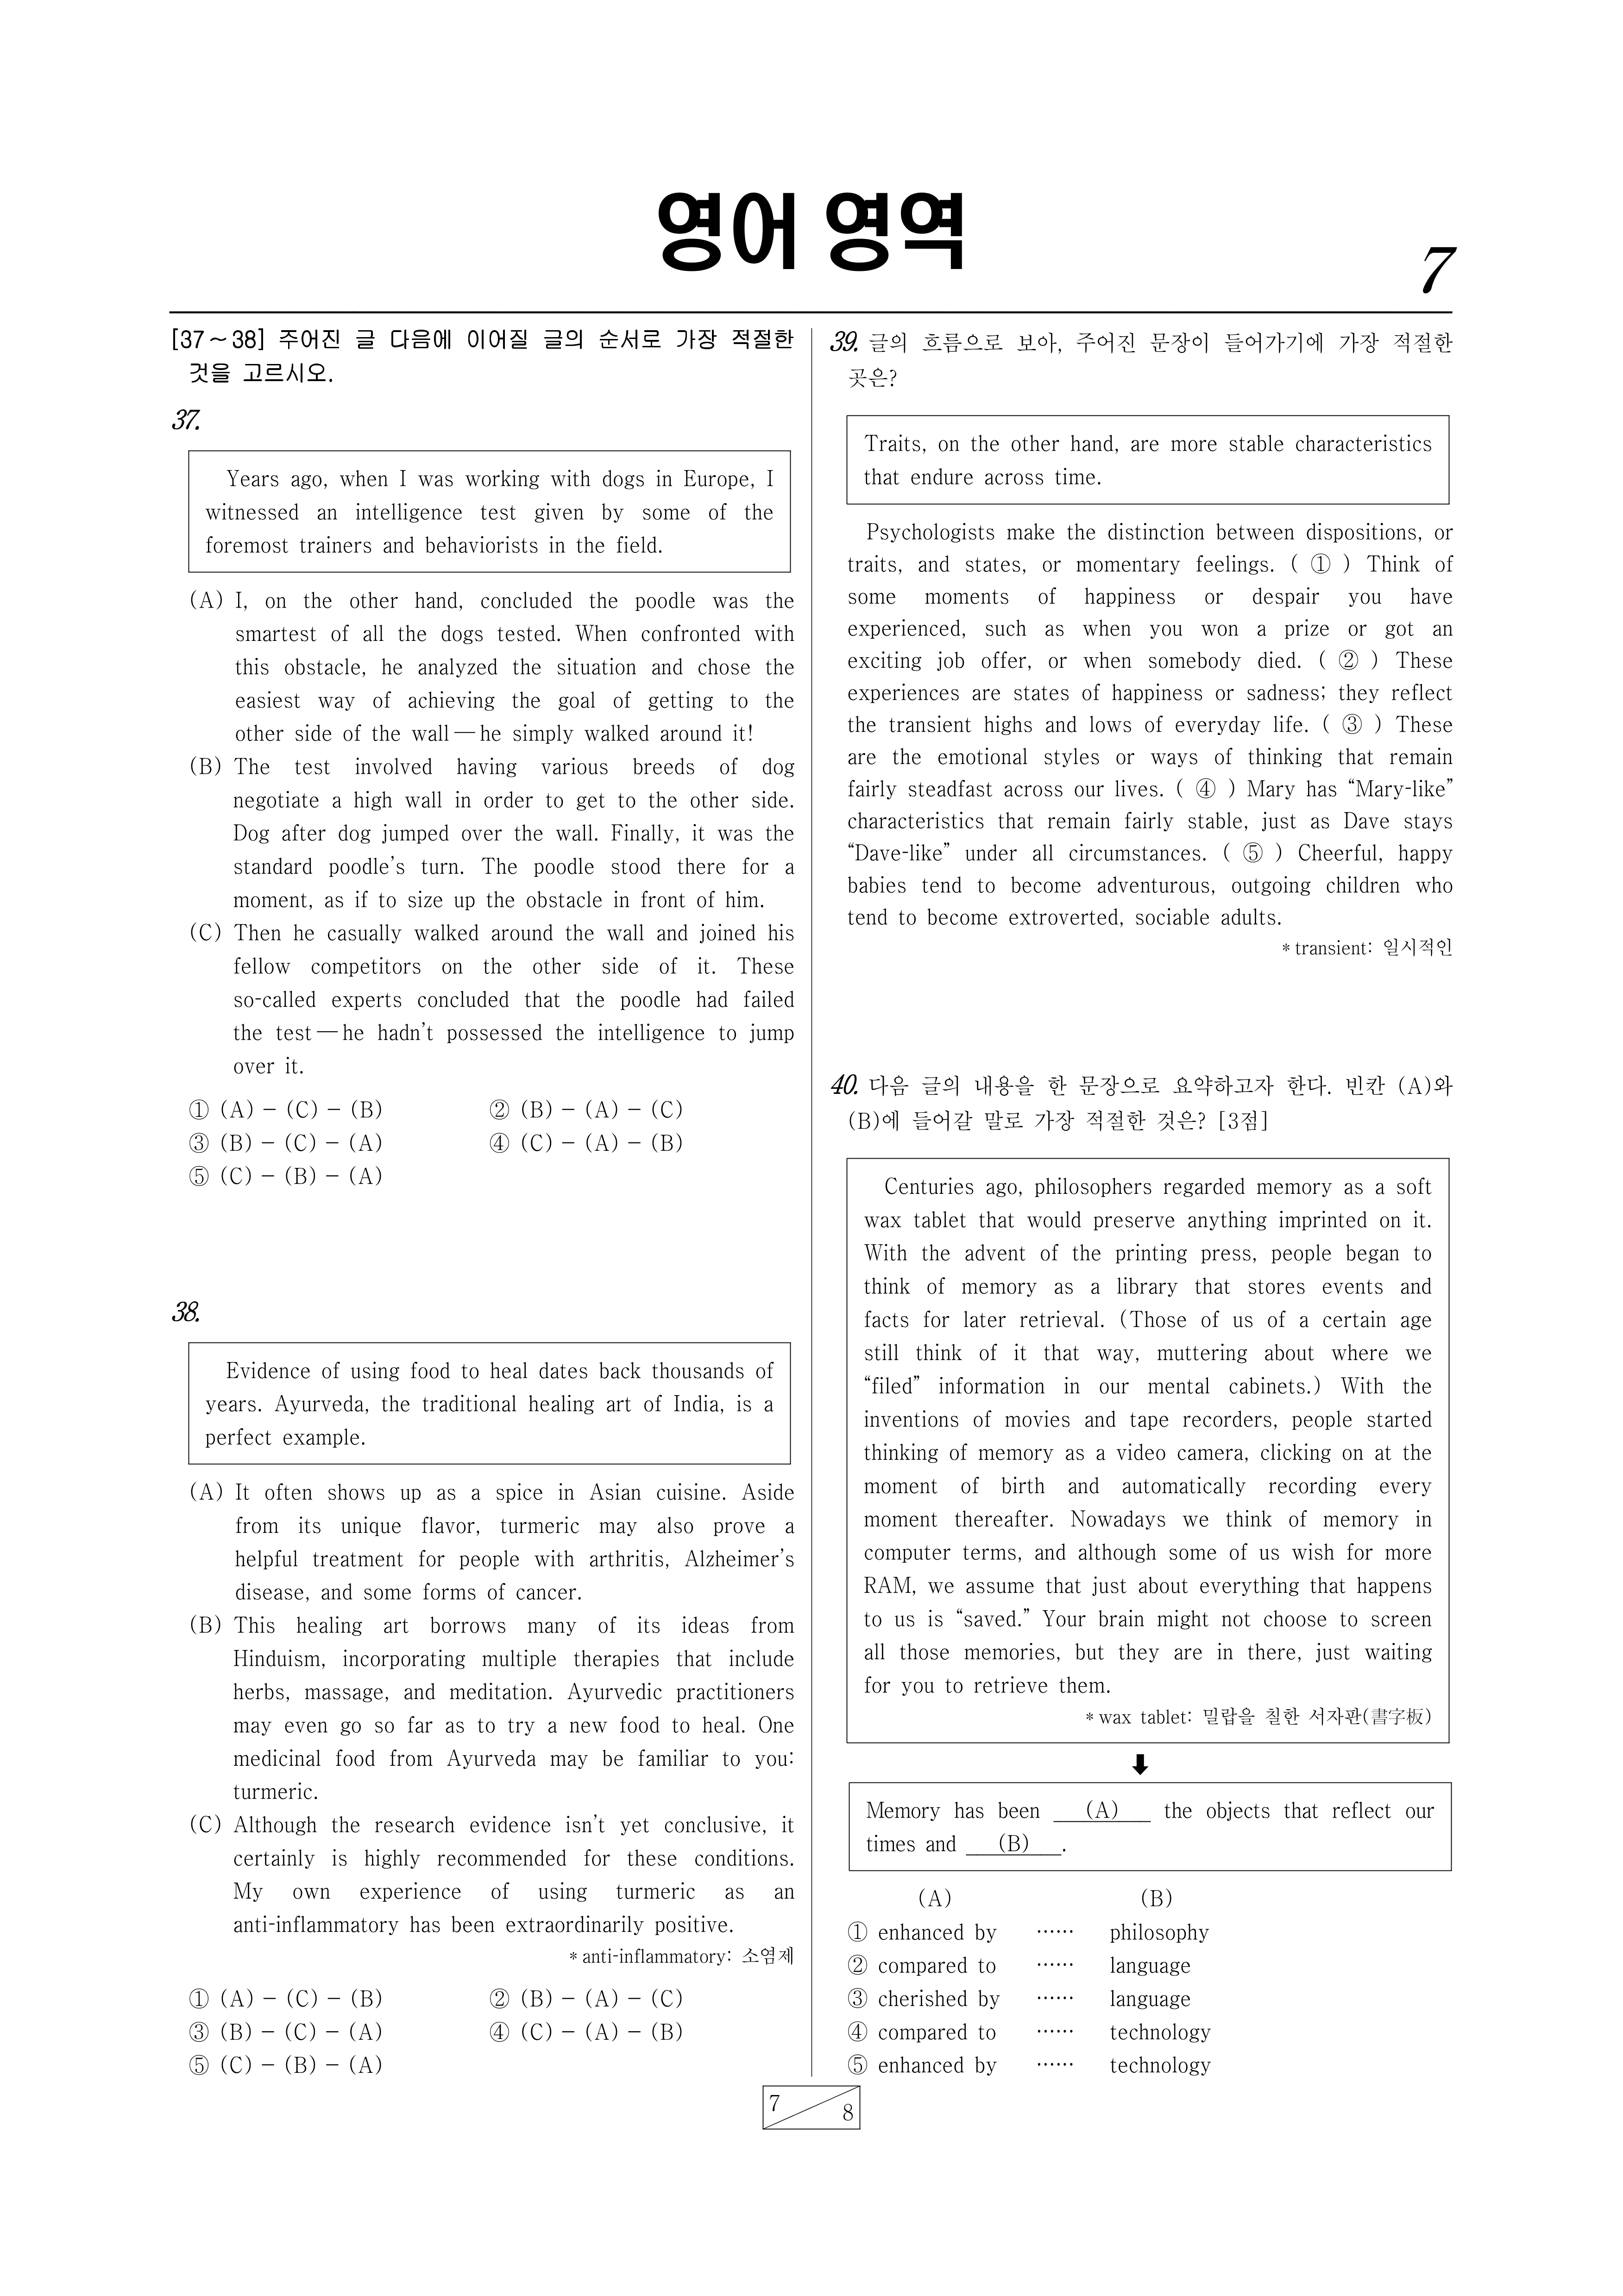 영어 영역
7
[37～38] 주어진 글 다음에 이어질 글의 순서로 가장 적절한
것을 고르시오.
37.
Years ago, when I was working with dogs in Europe, I
witnessed an intelligence test given by some of the
foremost trainers and behaviorists in the field.
(A) I, on the other hand, concluded the poodle was the
smartest of all the dogs tested. When confronted with
this obstacle, he analyzed the situation and chose the
easiest way of achieving the goal of getting to the
other side of the wall — he simply walked around it!
(B) The test involved having various breeds of dog
negotiate a high wall in order to get to the other side.
Dog after dog jumped over the wall. Finally, it was the
standard poodle's turn. The poodle stood there for a
moment, as if to size up the obstacle in front of him.
(C) Then he casually walked around the wall and joined his
fellow competitors on the other side of it. These
so-called experts concluded that the poodle had failed
the test — he hadn't possessed the intelligence to jump
over it.
① (A) - (C) - (B) ② (B) - (A) - (C)
③ (B) - (C) - (A) ④ (C) - (A) - (B)
⑤ (C) - (B) - (A)
38.
Evidence of using food to heal dates back thousands of
years. Ayurveda, the traditional healing art of India, is a
perfect example.
(A) It often shows up as a spice in Asian cuisine. Aside
from its unique flavor, turmeric may also prove a
helpful treatment for people with arthritis, Alzheimer's
disease, and some forms of cancer.
(B) This healing art borrows many of its ideas from
Hinduism, incorporating multiple therapies that include
herbs, massage, and meditation. Ayurvedic practitioners
may even go so far as to try a new food to heal. One
medicinal food from Ayurveda may be familiar to you:
turmeric.
(C) Although the research evidence isn't yet conclusive, it
certainly is highly recommended for these conditions.
My own experience of using turmeric as an
anti-inflammatory has been extraordinarily positive.
* anti-inflammatory: 소염제
① (A) - (C) - (B) ② (B) - (A) - (C)
③ (B) - (C) - (A) ④ (C) - (A) - (B)
⑤ (C) - (B) - (A)
39. 글의 흐름으로 보아, 주어진 문장이 들어가기에 가장 적절한
곳은?
Traits, on the other hand, are more stable characteristics
that endure across time.
Psychologists make the distinction between dispositions, or
traits, and states, or momentary feelings. ( ① ) Think of
some moments of happiness or despair you have
experienced, such as when you won a prize or got an
exciting job offer, or when somebody died. ( ② ) These
experiences are states of happiness or sadness; they reflect
the transient highs and lows of everyday life. ( ③ ) These
are the emotional styles or ways of thinking that remain
fairly steadfast across our lives. ( ④ ) Mary has “Mary-like”
characteristics that remain fairly stable, just as Dave stays
“Dave-like” under all circumstances. ( ⑤ ) Cheerful, happy
babies tend to become adventurous, outgoing children who
tend to become extroverted, sociable adults.
* transient: 일시적인
40. 다음 글의 내용을 한 문장으로 요약하고자 한다. 빈칸 (A)와
(B)에 들어갈 말로 가장 적절한 것은? [3점]
Centuries ago, philosophers regarded memory as a soft
wax tablet that would preserve anything imprinted on it.
With the advent of the printing press, people began to
think of memory as a library that stores events and
facts for later retrieval. (Those of us of a certain age
still think of it that way, muttering about where we
“filed” information in our mental cabinets.) With the
inventions of movies and tape recorders, people started
thinking of memory as a video camera, clicking on at the
moment of birth and automatically recording every
moment thereafter. Nowadays we think of memory in
computer terms, and although some of us wish for more
RAM, we assume that just about everything that happens
to us is “saved.” Your brain might not choose to screen
all those memories, but they are in there, just waiting
for you to retrieve them.
* wax tablet: 밀랍을 칠한 서자판(書字板)
Memory has been (A) the objects that reflect our
times and (B) .
(A) (B)
① enhanced by ······ philosophy
② compared to ······ language
③ cherished by ······ language
④ compared to ······ technology
⑤ enhanced by ······ technology
7
8